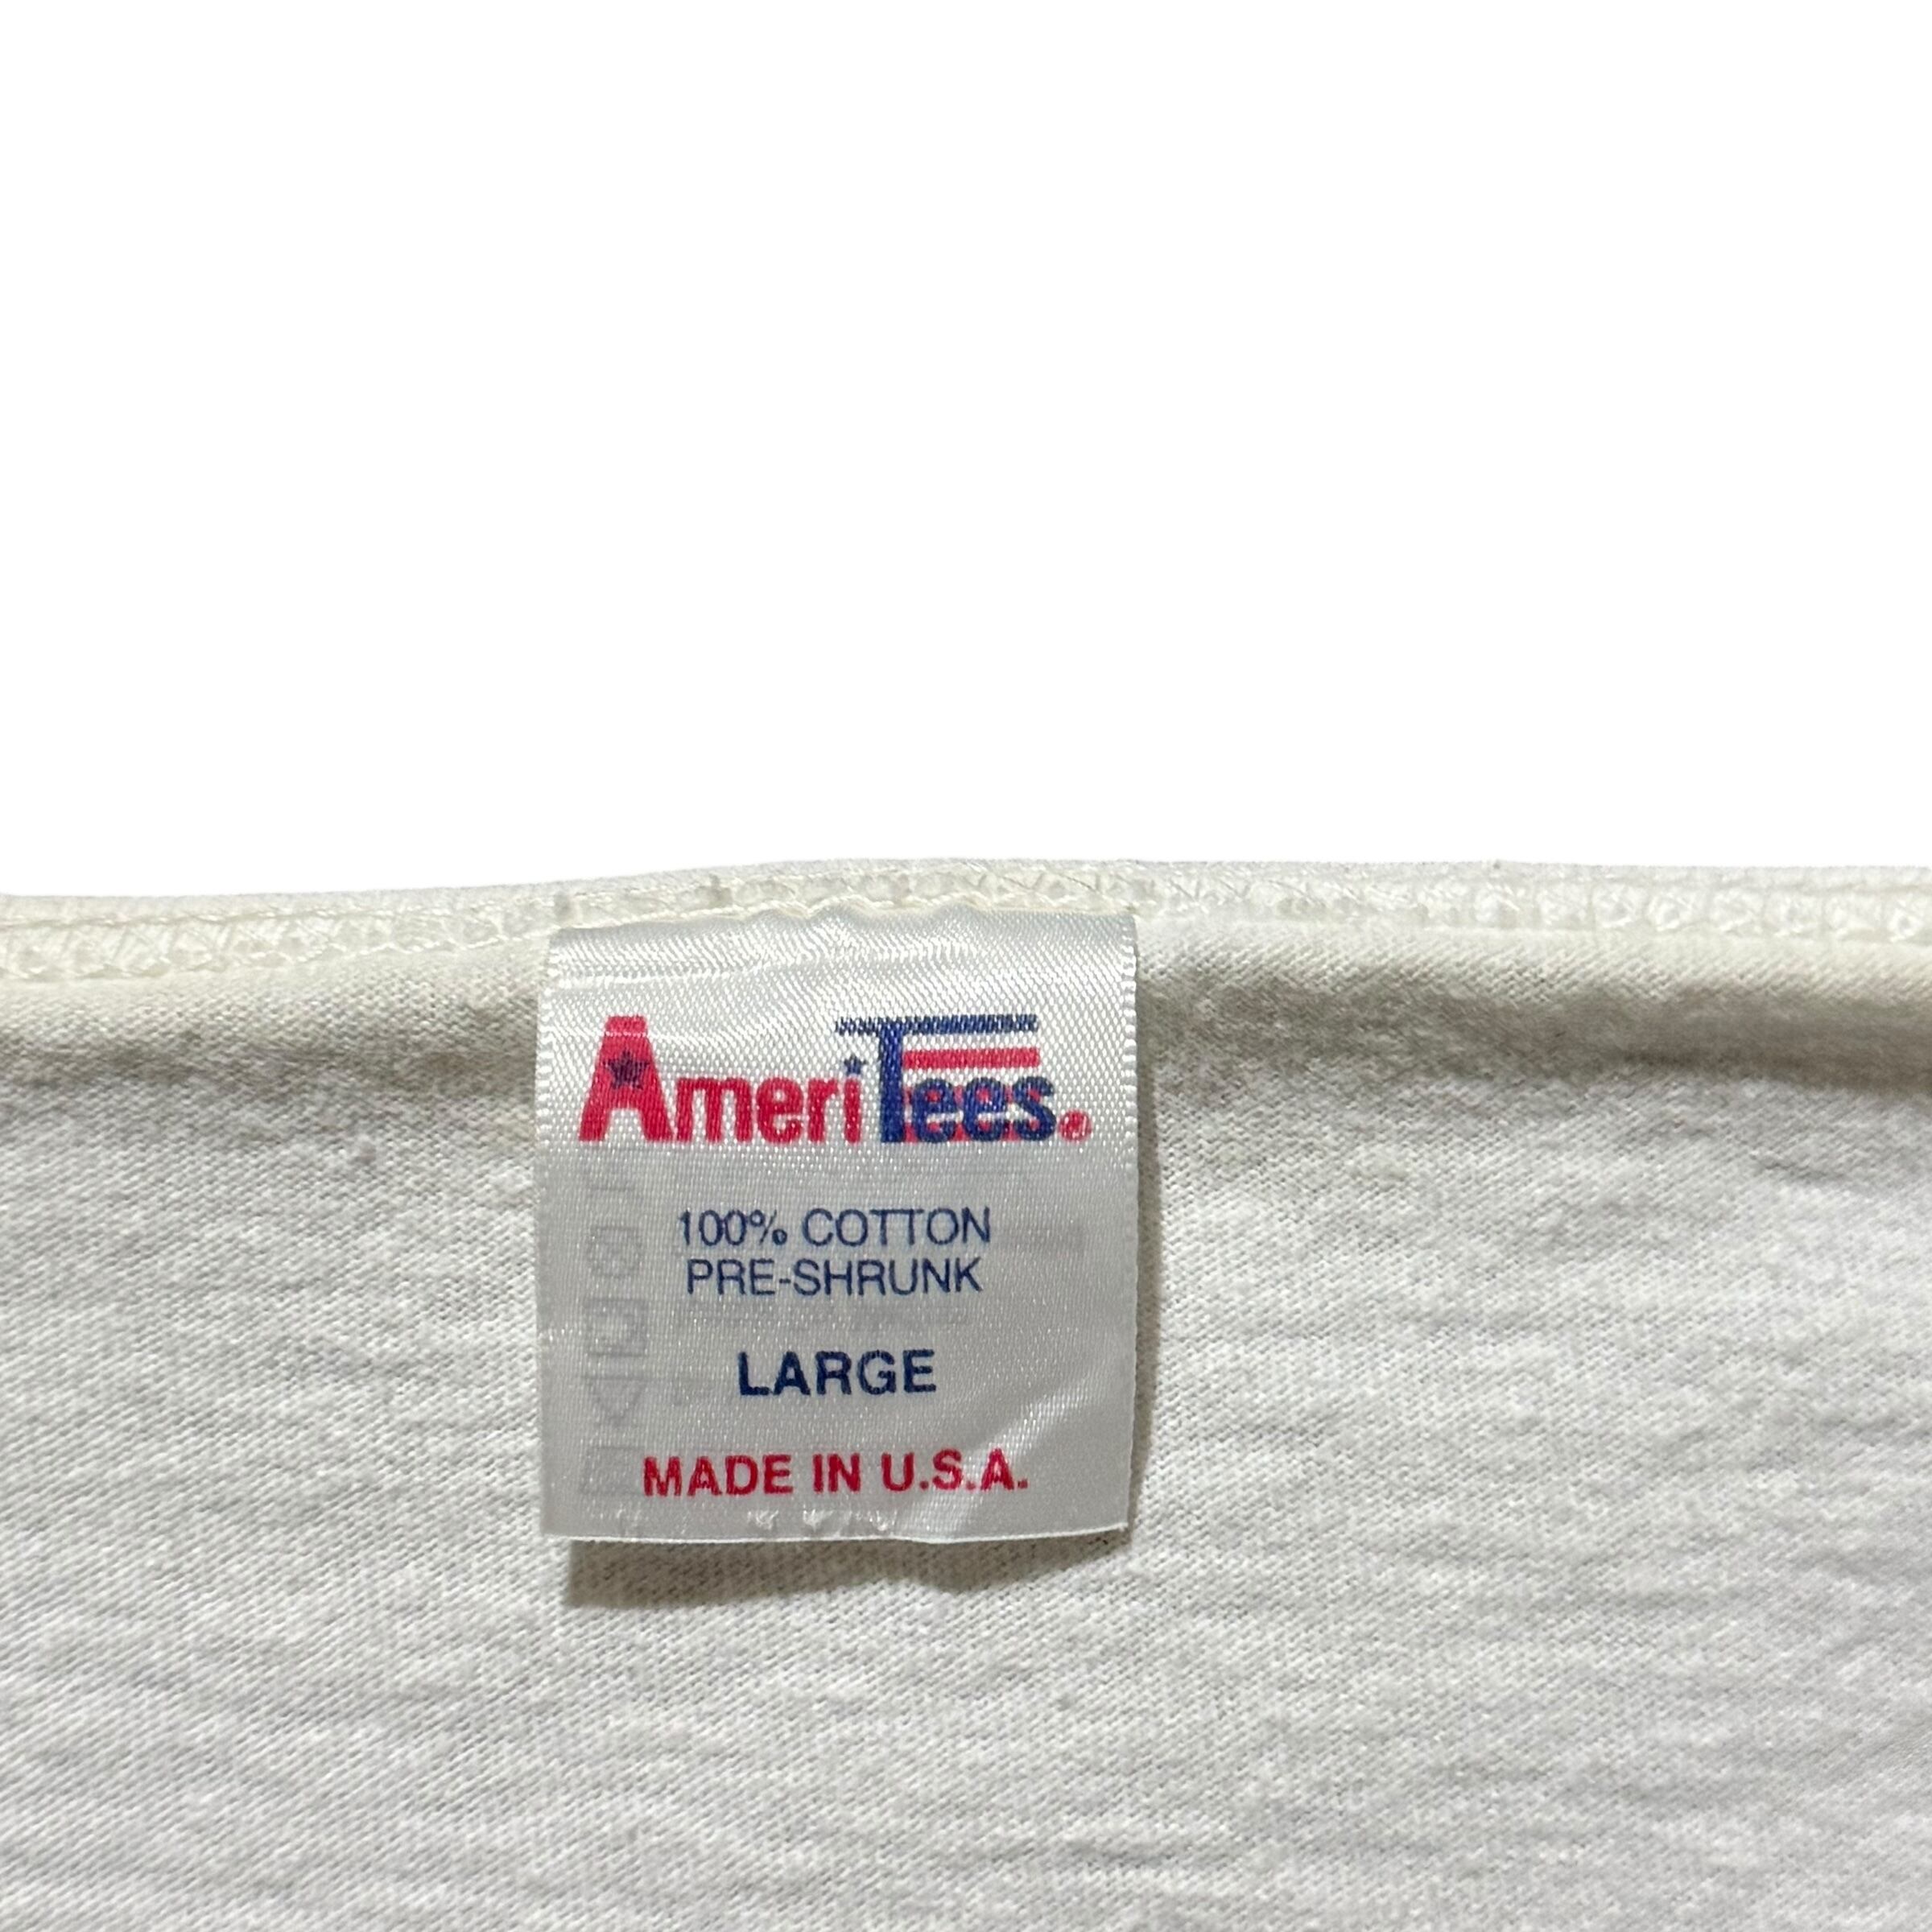 AmeriTees®
100% COTTON
PRE-SHRUNK
LARGE
MADE IN U.S.A.